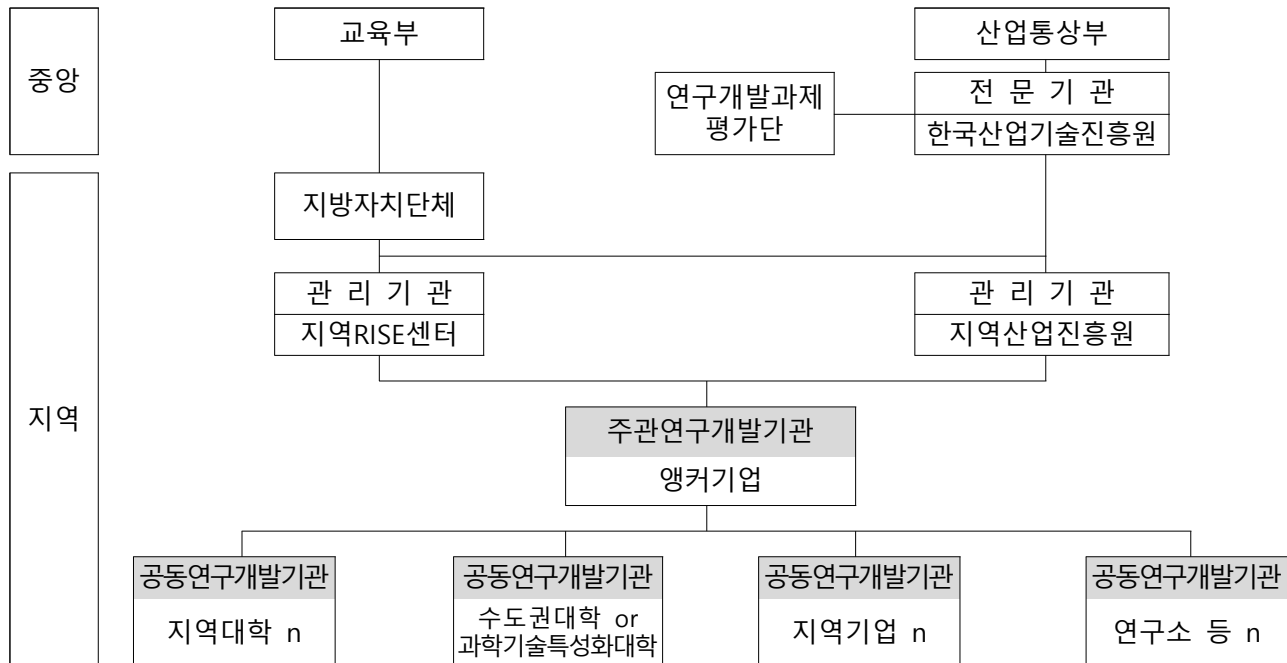 교육부
산업통상부
중앙
연구개발과제
평가단
전 문 기 관
한국산업기술진흥원
지방자치단체
관 리 기 관
지역RISE센터
관 리 기 관
지역산업진흥원
지역
주관연구개발기관
앵커기업
공동연구개발기관
지역대학 n
공동연구개발기관
수도권대학 or
과학기술특성화대학
공동연구개발기관
지역기업 n
공동연구개발기관
연구소 등 n